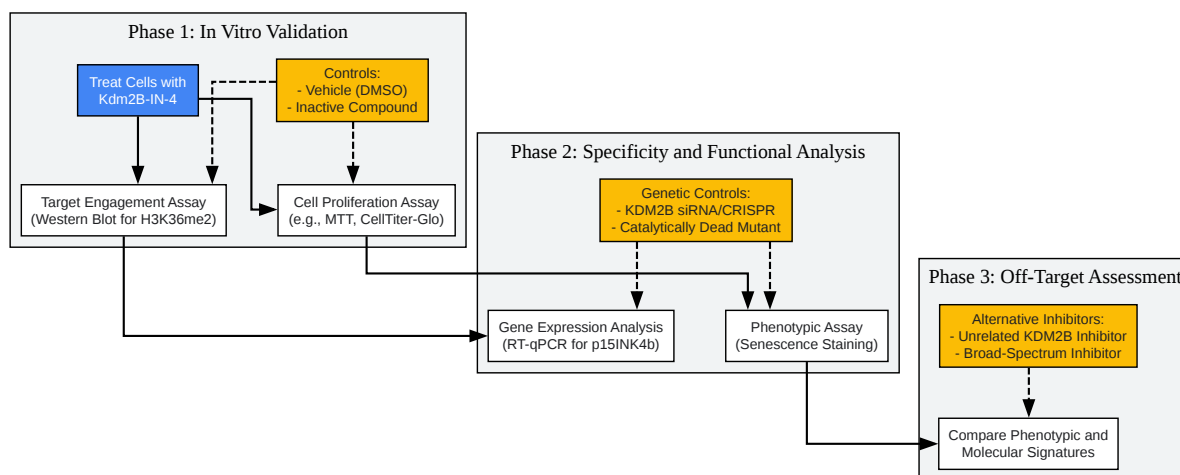 Phase 1: In Vitro Validation
Treat Cells with
Kdm2B-IN-4
Controls:
- Vehicle (DMSO)
- Inactive Compound
Target Engagement Assay
(Western Blot for H3K36me2)
Cell Proliferation Assay
(e.g., MTT, CellTiter-Glo)
Phase 2: Specificity and Functional Analysis
Genetic Controls:
- KDM2B siRNA/CRISPR
- Catalytically Dead Mutant
Gene Expression Analysis
(RT-qPCR for p15INK4b)
Phenotypic Assay
(Senescence Staining)
Phase 3: Off-Target Assessment
Alternative Inhibitors:
- Unrelated KDM2B Inhibitor
- Broad-Spectrum Inhibitor
Compare Phenotypic and
Molecular Signatures